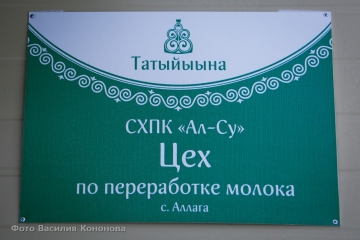 Татыйыына
СХПК «Ал-Су»
Цех
по переработке молока
с. Аллага
Фото Василия Кононова